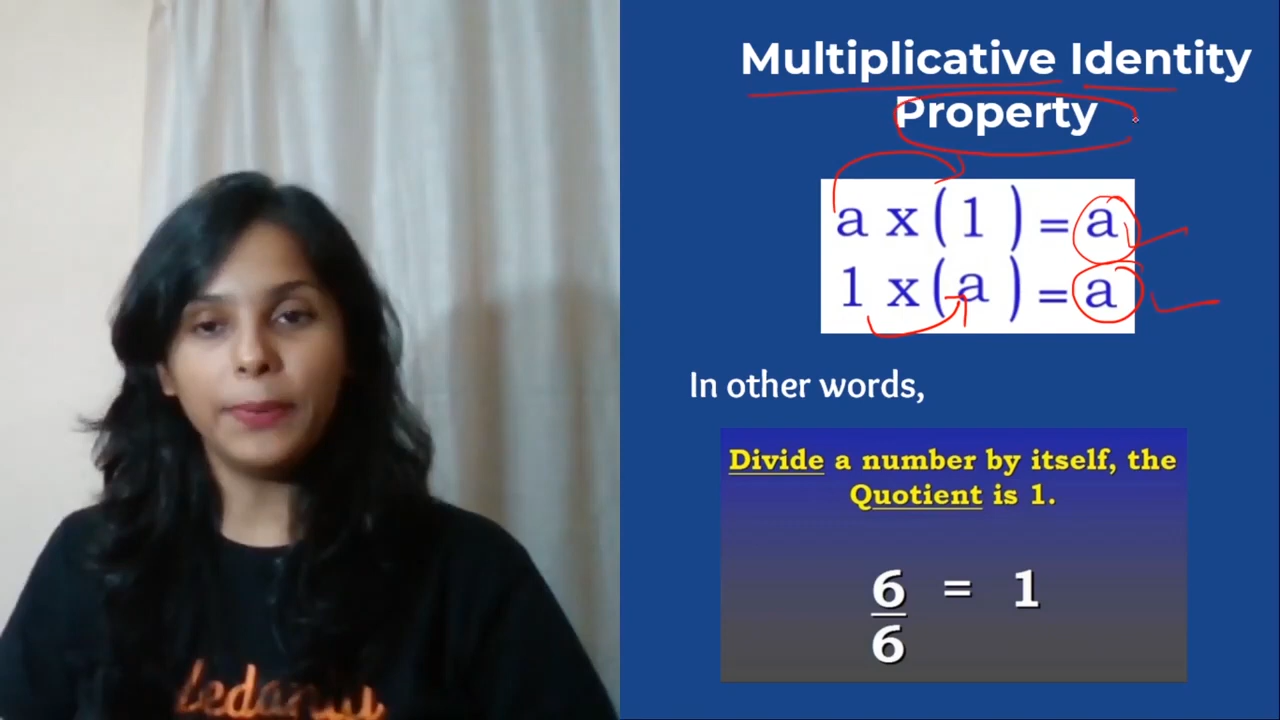 Multiplicative Identity
Property
a x ( 1 ) = a
1 x ( a ) = a
In other words,
Divide a number by itself, the
Quotient is 1.
6 = 1
6